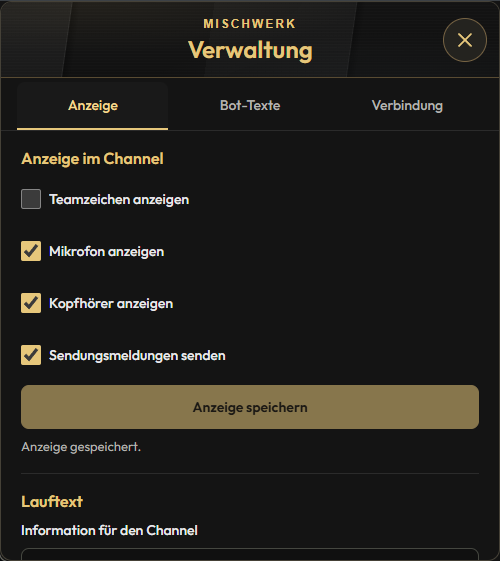 MISCHWERK
Verwaltung
Anzeige Bot-Texte Verbindung
Anzeige im Channel
Teamzeichen anzeigen
Mikrofon anzeigen
Kopfhörer anzeigen
Sendungsmeldungen senden
Anzeige speichern
Anzeige gespeichert.
Lauftext
Information für den Channel